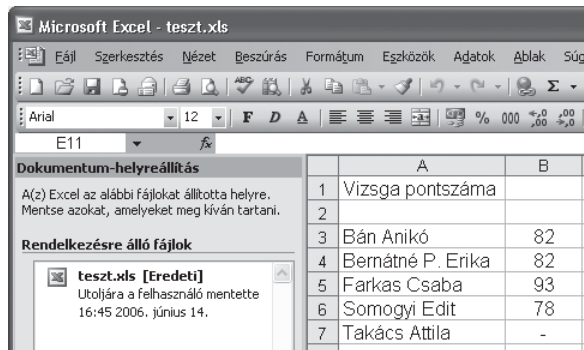 Microsoft Excel - teszt.xls
Fájl Szerkesztés Nézet Beszúrás Formátum Eszközök Adatok Ablak Súg
ABC
Σ
Arial 12 F D A % 000
E11 fx
Dokumentum-helyreállítás
A(z) Excel az alábbi fájlokat állította helyre.
Mentse azokat, amelyeket meg kíván tartani.
Rendelkezésre álló fájlok
teszt.xls [Eredeti]
Utoljára a felhasználó mentette
16:45 2006. június 14.
A B
1 Vizsga pontszáma
2
3 Bán Anikó 82
4 Bernátné P. Erika 82
5 Farkas Csaba 93
6 Somogyi Edit 78
7 Takács Attila -